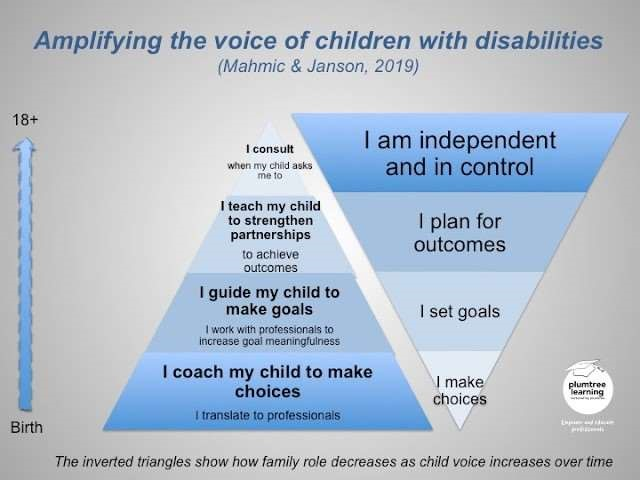 Amplifying the voice of children with disabilities
(Mahmic & Janson, 2019)
18+
I consult
when my child asks
me to
I teach my child
to strengthen
partnerships
to achieve
outcomes
I guide my child to
make goals
I work with professionals to
increase goal meaningfulness
I coach my child to make
choices
I translate to professionals
I am independent
and in control
I plan for
outcomes
I set goals
I make
choices
Birth
plumtree
learning
Empower and educate
professionals
The inverted triangles show how family role decreases as child voice increases over time